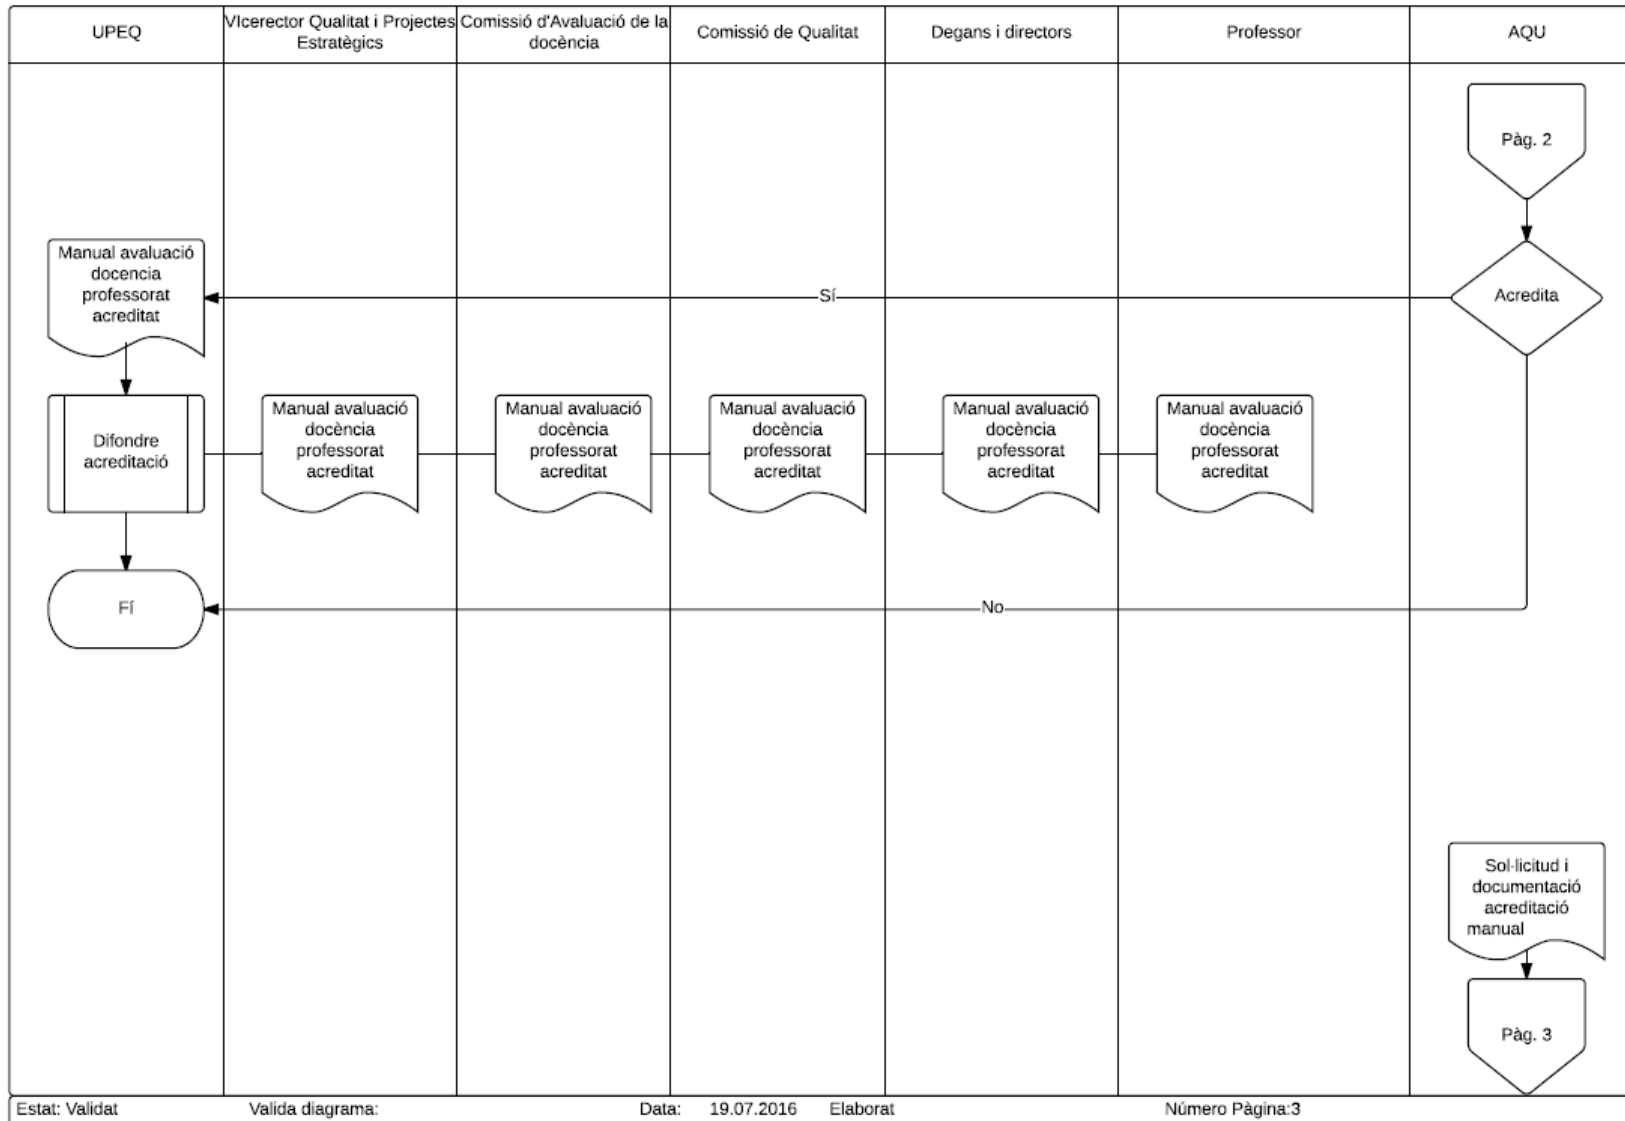 UPEQ
VIcerector Qualitat i Projectes
Estratègics
Comissió d'Avaluació de la
docència
Comissió de Qualitat
Degans i directors
Professor
AQU
Pàg. 2
Acredita
Sí
Manual avaluació
docencia
professorat
acreditat
Difondre
acreditació
Manual avaluació
docència
professorat
acreditat
Manual avaluació
docència
professorat
acreditat
Manual avaluació
docència
professorat
acreditat
Manual avaluació
docència
professorat
acreditat
Manual avaluació
docència
professorat
acreditat
Fí
No
Sol·licitud i
documentació
acreditació
manual
Pàg. 3
Estat: Validat
Valida diagrama:
Data: 19.07.2016
Elaborat
Número Pàgina:3